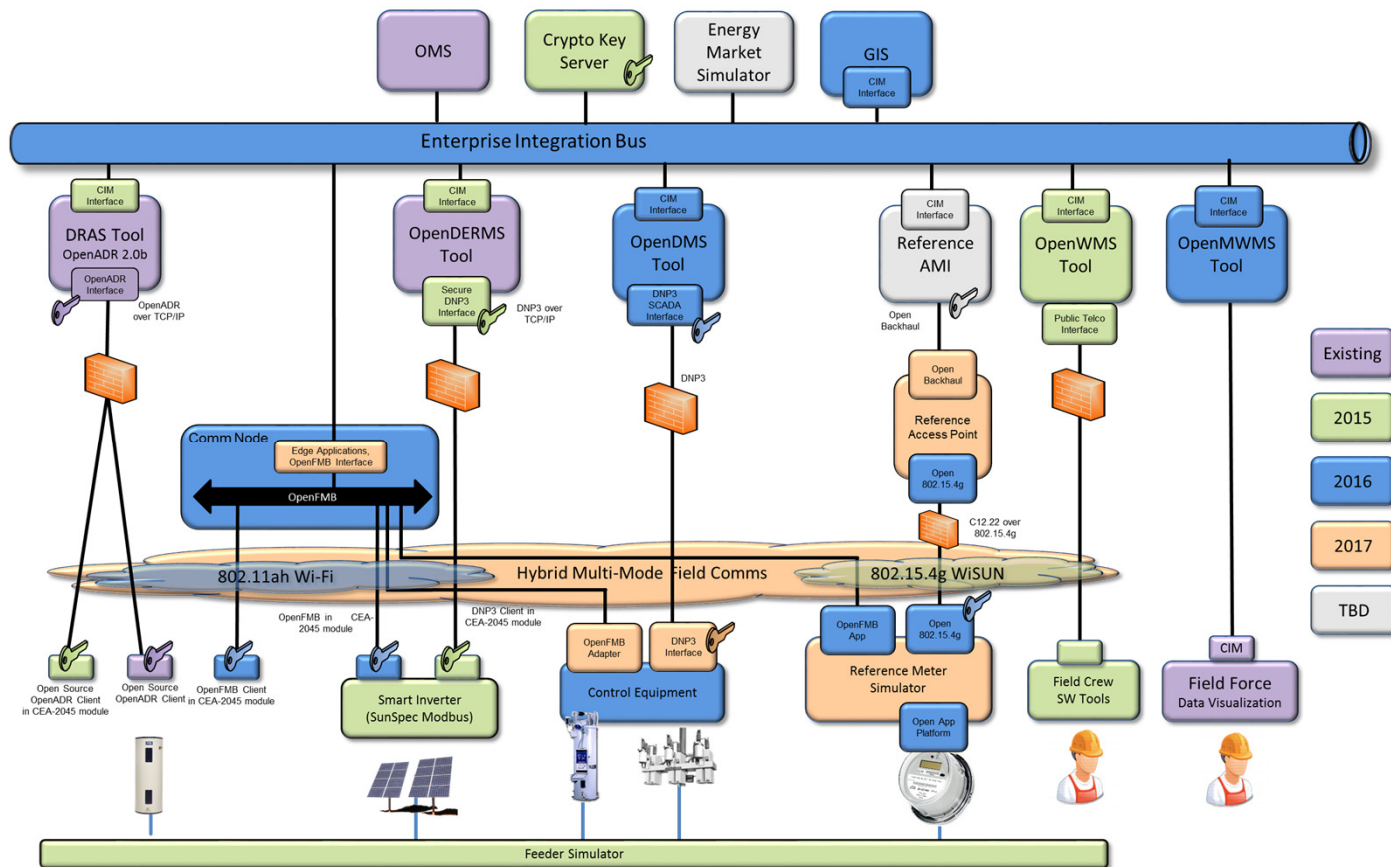 OMS
Crypto Key
Server
Energy
Market
Simulator
GIS
CIM
Interface
Enterprise Integration Bus
CIM
Interface
DRAS Tool
OpenADR 2.0b
OpenADR
Interface
OpenADR
over TCP/IP
CIM
Interface
OpenDERMS
Tool
Secure
DNP3
Interface
DNP3 over
TCP/IP
CIM
Interface
OpenDMS
Tool
DNP3
SCADA
Interface
DNP3
CIM
Interface
Reference
AMI
Open
Backhaul
Open
Backhaul
Reference
Access Point
Open
802.15.4g
C12.22 over
802.15.4g
CIM
Interface
OpenWMS
Tool
Public Telco
Interface
CIM
Interface
OpenMWMS
Tool
Existing
2015
2016
2017
TBD
Comm Node
Edge Applications,
OpenFMB Interface
OpenFMB
802.11ah Wi-Fi
Hybrid Multi-Mode Field Comms
802.15.4g WiSUN
OpenFMB in CEA-
2045 module
DNP3 Client in
CEA-2045 module
Open Source
OpenADR Client
in CEA-2045 module
Open Source
OpenADR Client
OpenFMB Client
in CEA-2045 module
Smart Inverter
(SunSpec Modbus)
OpenFMB
Adapter
DNP3
Interface
Control Equipment
OpenFMB
App
Open
802.15.4g
Reference Meter
Simulator
Open App
Platform
Field Crew
SW Tools
CIM
Field Force
Data Visualization
Feeder Simulator